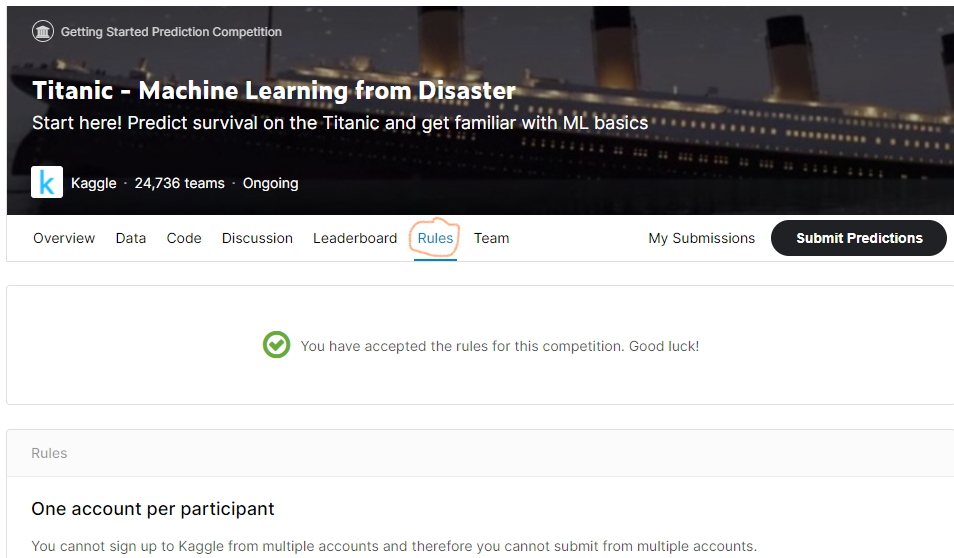 Getting Started Prediction Competition
Titanic - Machine Learning from Disaster
Start here! Predict survival on the Titanic and get familiar with ML basics
k Kaggle · 24,736 teams · Ongoing
Overview Data Code Discussion Leaderboard Rules Team My Submissions Submit Predictions
You have accepted the rules for this competition. Good luck!
Rules
One account per participant
You cannot sign up to Kaggle from multiple accounts and therefore you cannot submit from multiple accounts.